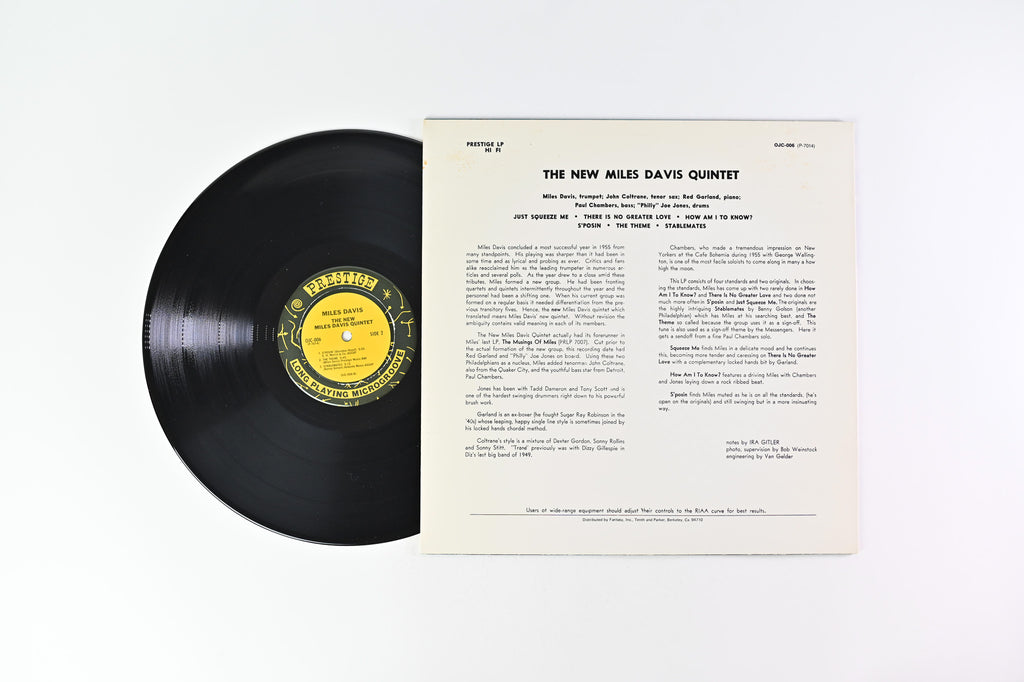 PRESTIGE
MILES DAVIS
THE NEW
MILES DAVIS QUINTET
OJC-006
SIDE 2
LONG PLAYING MICROGROOVE
PRESTIGE LP
HI FI
OJC-006 (P-7014)
THE NEW MILES DAVIS QUINTET
Miles Davis, trumpet; John Coltrane, tenor sax; Red Garland, piano;
Paul Chambers, bass; "Philly" Joe Jones, drums
JUST SQUEEZE ME • THERE IS NO GREATER LOVE • HOW AM I TO KNOW?
S'POSIN • THE THEME • STABLEMATES
Miles Davis concluded a most successful year in 1955 from
many standpoints. His playing was sharper than it had been in
some time and as lyrical and probing as ever. Critics and fans
alike reacclaimed him as the leading trumpeter in numerous ar-
ticles and several polls. As the year drew to a close amid these
tributes, Miles formed a new group. He had been fronting
quartets and quintets intermittently throughout the year and the
personnel had been a shifting one. When his current group was
formed on a regular basis it needed differentiation from the pre-
vious transitory fives. Hence, the new Miles Davis quintet which
translated means Miles Davis' new quintet. Without revision the
ambiguity contains valid meaning in each of its members.
The New Miles Davis Quintet actually had its forerunner in
Miles' last LP, The Musings Of Miles (PRLP 7007). Cut prior to
the actual formation of the new group, this recording date had
Red Garland and "Philly" Joe Jones on board. Using these two
Philadelphians as a nucleus, Miles added tenorman John Coltrane,
also from the Quaker City, and the youthful bass star from Detroit,
Paul Chambers.
Jones has been with Tadd Dameron and Tony Scott and is
one of the hardest swinging drummers right down to his powerful
brush work.
Garland is an ex-boxer (he fought Sugar Ray Robinson in the
'40s) whose leaping, happy single line style is sometimes joined by
his locked hands chordal method.
Coltrane's style is a mixture of Dexter Gordon, Sonny Rollins
and Sonny Stitt. "Trane" previously was with Dizzy Gillespie in
Diz's last big band of 1949.
Chambers, who made a tremendous impression on New
Yorkers at the Cafe Bohemia during 1955 with George Walling-
ton, is one of the most facile soloists to come along in many a how
high the moon.
This LP consists of four standards and two originals. In choos-
ing the standards, Miles has come up with two rarely done in How
Am I To Know? and There Is No Greater Love and two done not
much more often in S'posin and Just Squeeze Me. The originals are
the highly intriguing Stablemates by Benny Golson (another
Philadelphian) which has Miles at his searching best, and The
Theme so called because the group uses it as a sign-off. This
tune is also used as a sign-off theme by the Messengers. Here it
gets a sendoff from a fine Paul Chambers solo.
Squeeze Me finds Miles in a delicate mood and he continues
this, becoming more tender and caressing on There Is No Greater
Love with a complementary locked hands bit by Garland.
How Am I To Know? features a driving Miles with Chambers
and Jones laying down a rock ribbed beat.
S'posin finds Miles muted as he is on all the standards. (he's
open on the originals) and still swinging but in a more insinuating
way.
notes by IRA GITLER
photo, supervision by Bob Weinstock
engineering by Van Gelder
Users of wide-range equipment should adjust their controls to the RIAA curve for best results.
Distributed by Fantasy, Inc., Tenth and Parker, Berkeley, Ca. 94710